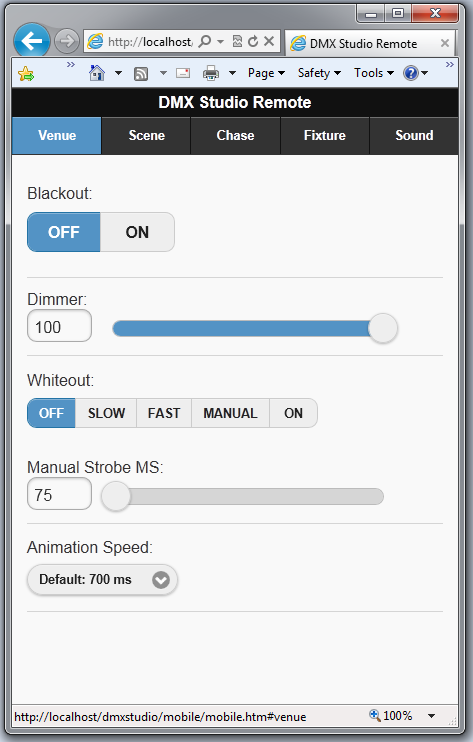 http://localhost/
DMX Studio Remote
Page Safety Tools
DMX Studio Remote
Venue Scene Chase Fixture Sound
Blackout:
OFF ON
Dimmer:
100
Whiteout:
OFF SLOW FAST MANUAL ON
Manual Strobe MS:
75
Animation Speed:
Default: 700 ms
http://localhost/dmxstudio/mobile/mobile.htm#venue
100%